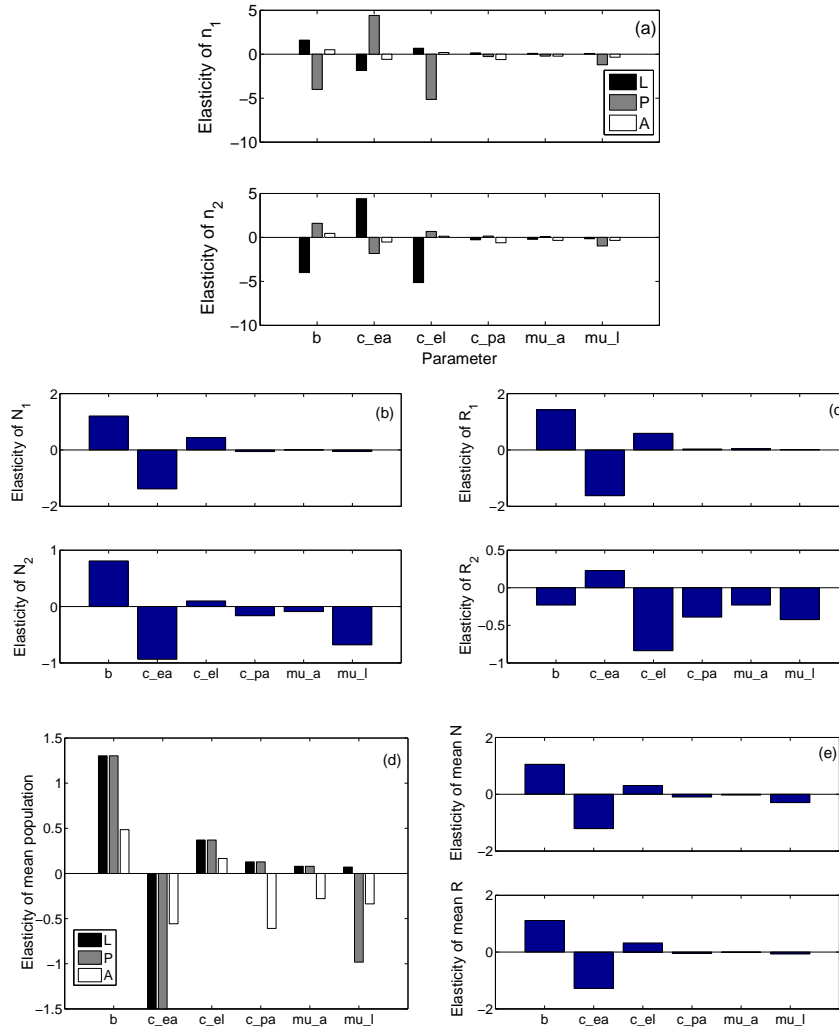 (a)
Elasticity of n1
5
0
−5
−10
L
P
A
Elasticity of n2
5
0
−5
−10
b c_ea c_el c_pa mu_a mu_l
Parameter
(b)
Elasticity of N1
2
0
−2
Elasticity of N2
1
0
−1
b c_ea c_el c_pa mu_a mu_l
(c
Elasticity of R1
2
0
−2
Elasticity of R2
0.5
0
−0.5
−1
b c_ea c_el c_pa mu_a mu_l
(d)
Elasticity of mean population
1.5
1
0.5
0
−0.5
−1
−1.5
L
P
A
b c_ea c_el c_pa mu_a mu_l
(e)
Elasticity of mean N
2
0
−2
Elasticity of mean R
2
0
−2
b c_ea c_el c_pa mu_a mu_l